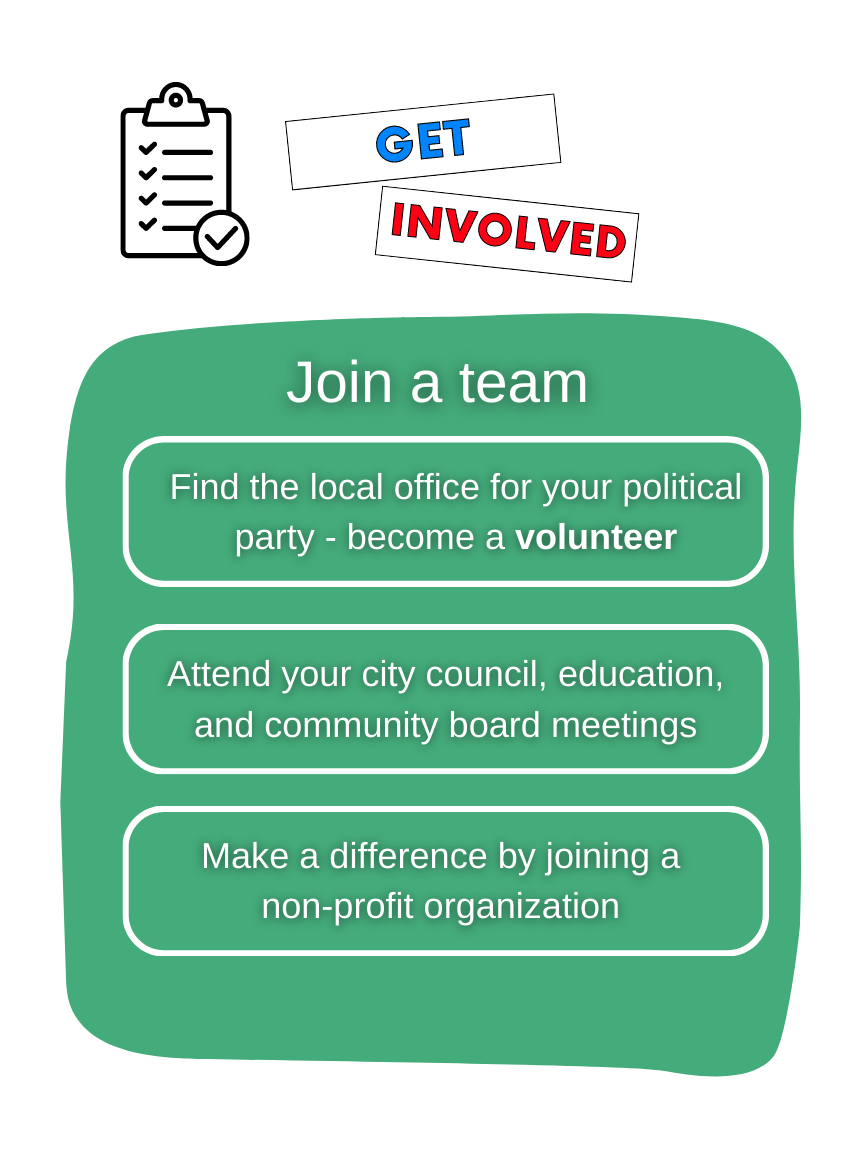 GET
INVOLVED
Join a team
Find the local office for your political
party - become a volunteer
Attend your city council, education,
and community board meetings
Make a difference by joining a
non-profit organization